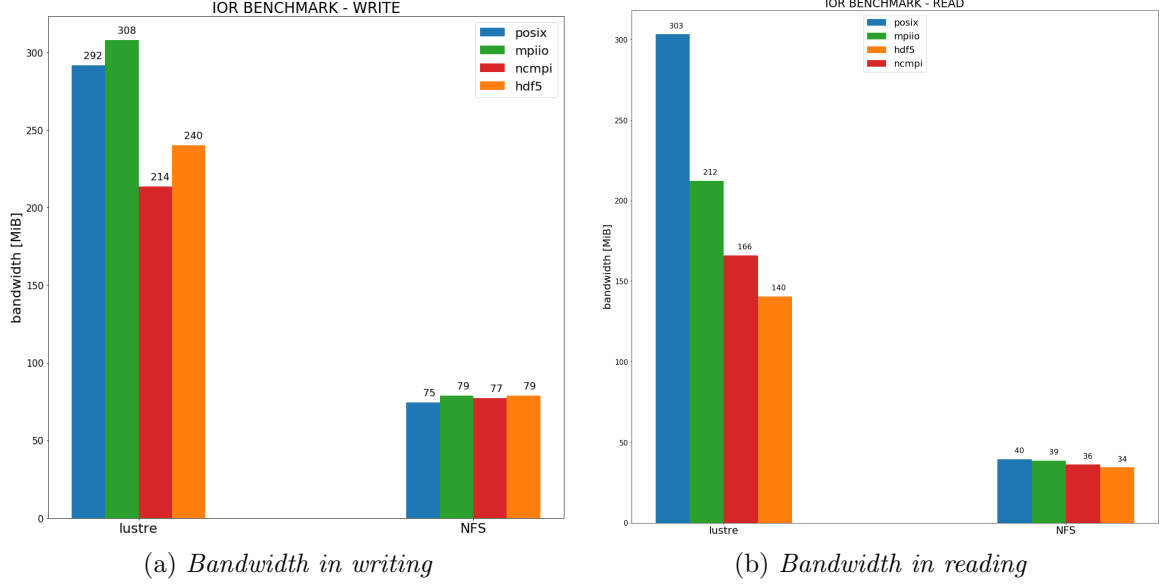 IOR BENCHMARK - WRITE
posix
mpiio
ncmpi
hdf5
bandwidth [MiB]
300
250
200
150
100
50
0
292
308
214
240
75
79
77
79
lustre
NFS
(a) Bandwidth in writing
IOR BENCHMARK - READ
posix
mpiio
hdf5
ncmpi
bandwidth [MiB]
300
250
200
150
100
50
0
303
212
166
140
40
39
36
34
lustre
NFS
(b) Bandwidth in reading